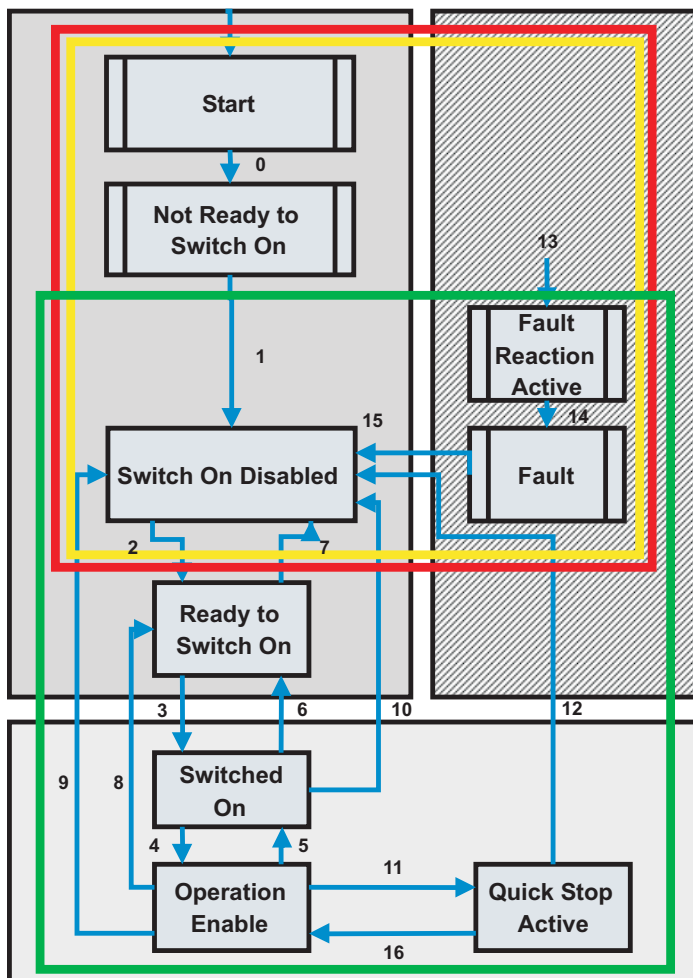 Start
0
Not Ready to
Switch On
13
Fault
Reaction
Active
1
14
15
Switch On Disabled
Fault
2
7
Ready to
Switch On
3
6
10
12
9
8
Switched
On
4
5
11
Operation
Enable
Quick Stop
Active
16